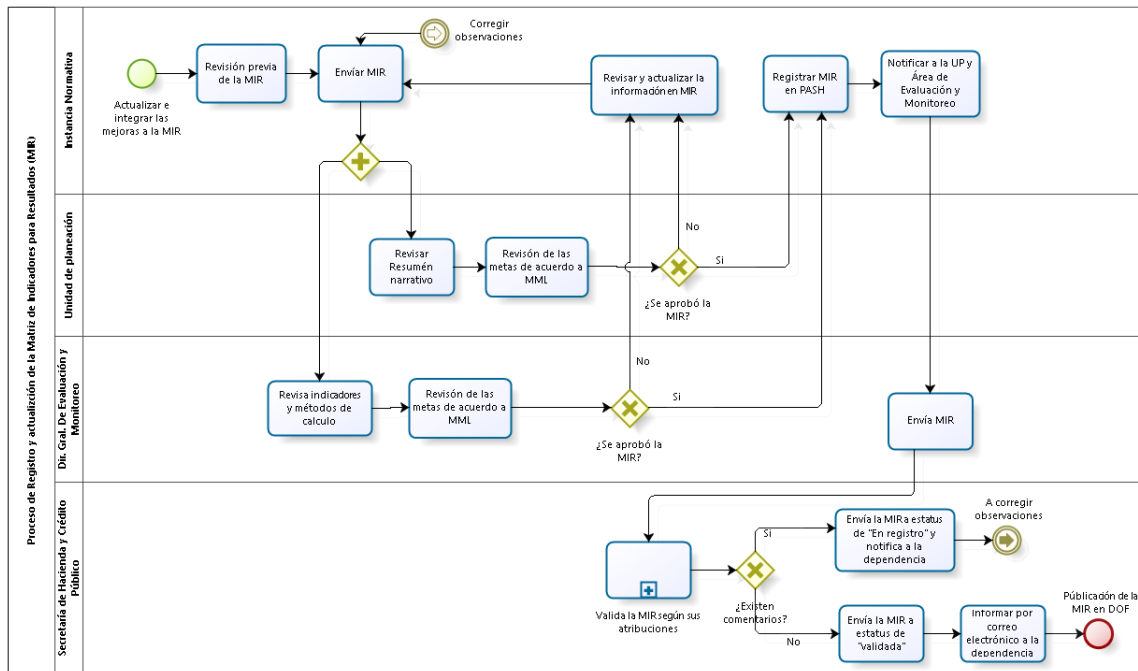 Proceso de Registro y actualizción de la Matriz de Indicadores para Resultados (MIR)
Instancia Normativa
Actualizar e
integrar las
mejoras a la MIR
Revisión previa
de la MIR
Envíar MIR
Corregir
observaciones
Revisar y actualizar la
información en MIR
Registrar MIR
en PASH
Notificar a la UP y
Área de
Evaluación y
Monitoreo
Unidad de planeación
Revisar
Resumén
narrativo
Revisón de las
metas de acuerdo a
MML
¿Se aprobó la
MIR?
No
Si
Dir. Gral. De Evaluación y
Monitoreo
Revisa indicadores
y métodos de
calculo
Revisón de las
metas de acuerdo a
MML
¿Se aprobó la
MIR?
No
Si
Envía MIR
Secretaría de Hacienda y Crédito
Público
Valida la MIR según sus
atribuciones
¿Existen
comentarios?
Si
Envía la MIR a estatus
de "En registro" y
notifica a la
dependencia
A corregir
observaciones
No
Envía la MIR a
estatus de
"validada"
Informar por
correo
electrónico a la
dependencia
Públicación de la
MIR en DOF